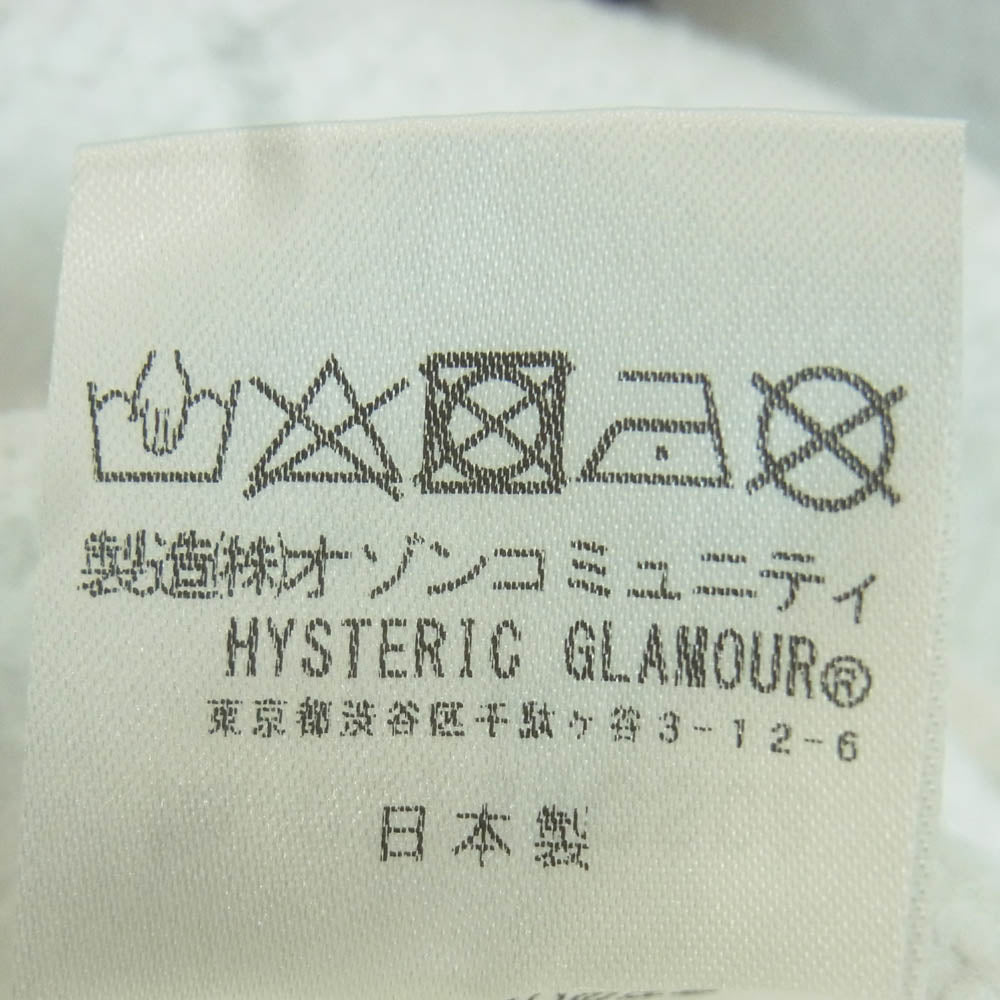 製造(株)オゾンコミュニティ
HYSTERIC GLAMOUR®
東京都渋谷区千駄ヶ谷3-12-6
日本製